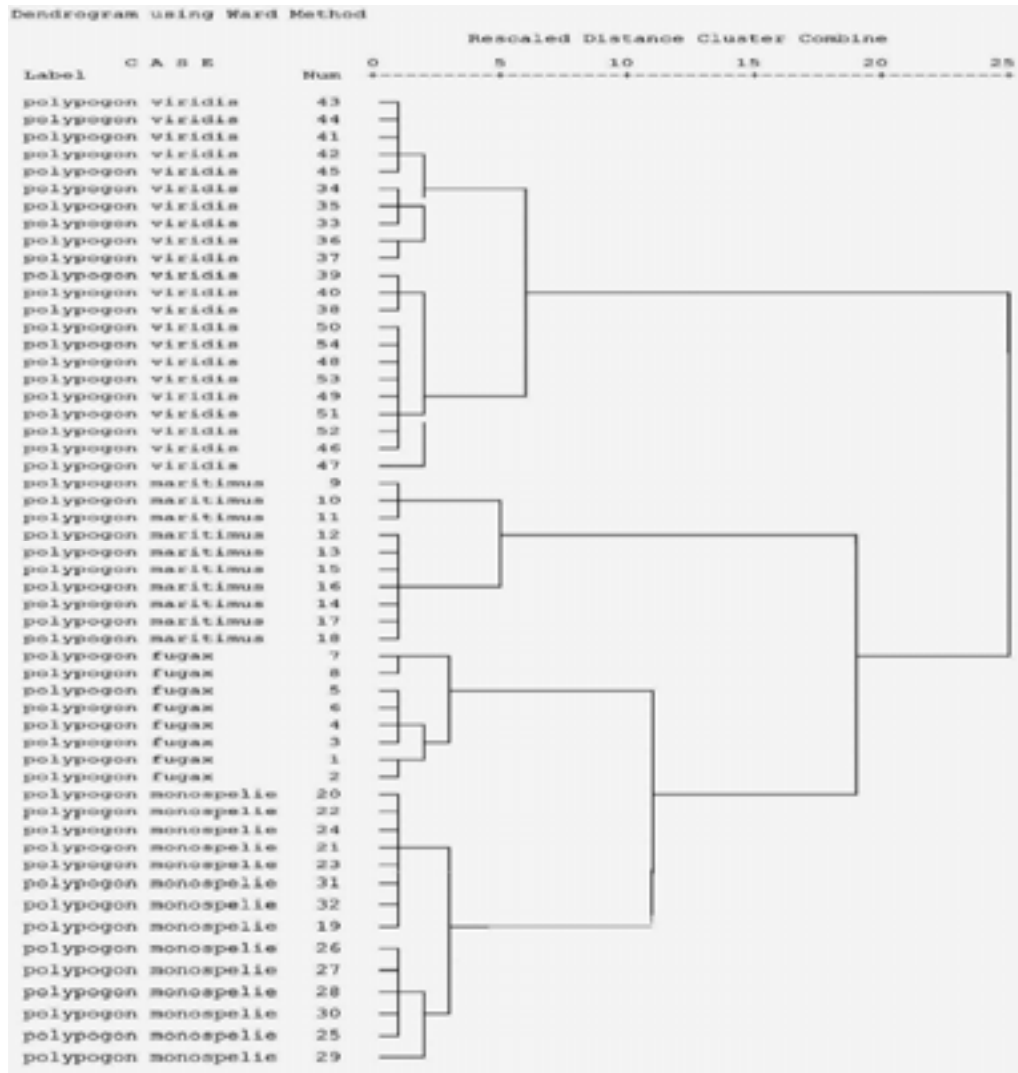 Dendrogram using Ward Method
Rescaled Distance Cluster Combine
C A S E 0 5 10 15 20 25
Label Num
polypogon viridis 43
polypogon viridis 44
polypogon viridis 41
polypogon viridis 42
polypogon viridis 45
polypogon viridis 34
polypogon viridis 35
polypogon viridis 33
polypogon viridis 36
polypogon viridis 37
polypogon viridis 39
polypogon viridis 40
polypogon viridis 38
polypogon viridis 50
polypogon viridis 54
polypogon viridis 48
polypogon viridis 53
polypogon viridis 49
polypogon viridis 51
polypogon viridis 52
polypogon viridis 46
polypogon viridis 47
polypogon maritimus 9
polypogon maritimus 10
polypogon maritimus 11
polypogon maritimus 12
polypogon maritimus 13
polypogon maritimus 15
polypogon maritimus 16
polypogon maritimus 14
polypogon maritimus 17
polypogon maritimus 18
polypogon fugax 7
polypogon fugax 8
polypogon fugax 5
polypogon fugax 6
polypogon fugax 4
polypogon fugax 3
polypogon fugax 1
polypogon fugax 2
polypogon monospelie 20
polypogon monospelie 22
polypogon monospelie 24
polypogon monospelie 21
polypogon monospelie 23
polypogon monospelie 31
polypogon monospelie 32
polypogon monospelie 19
polypogon monospelie 26
polypogon monospelie 27
polypogon monospelie 28
polypogon monospelie 30
polypogon monospelie 25
polypogon monospelie 29